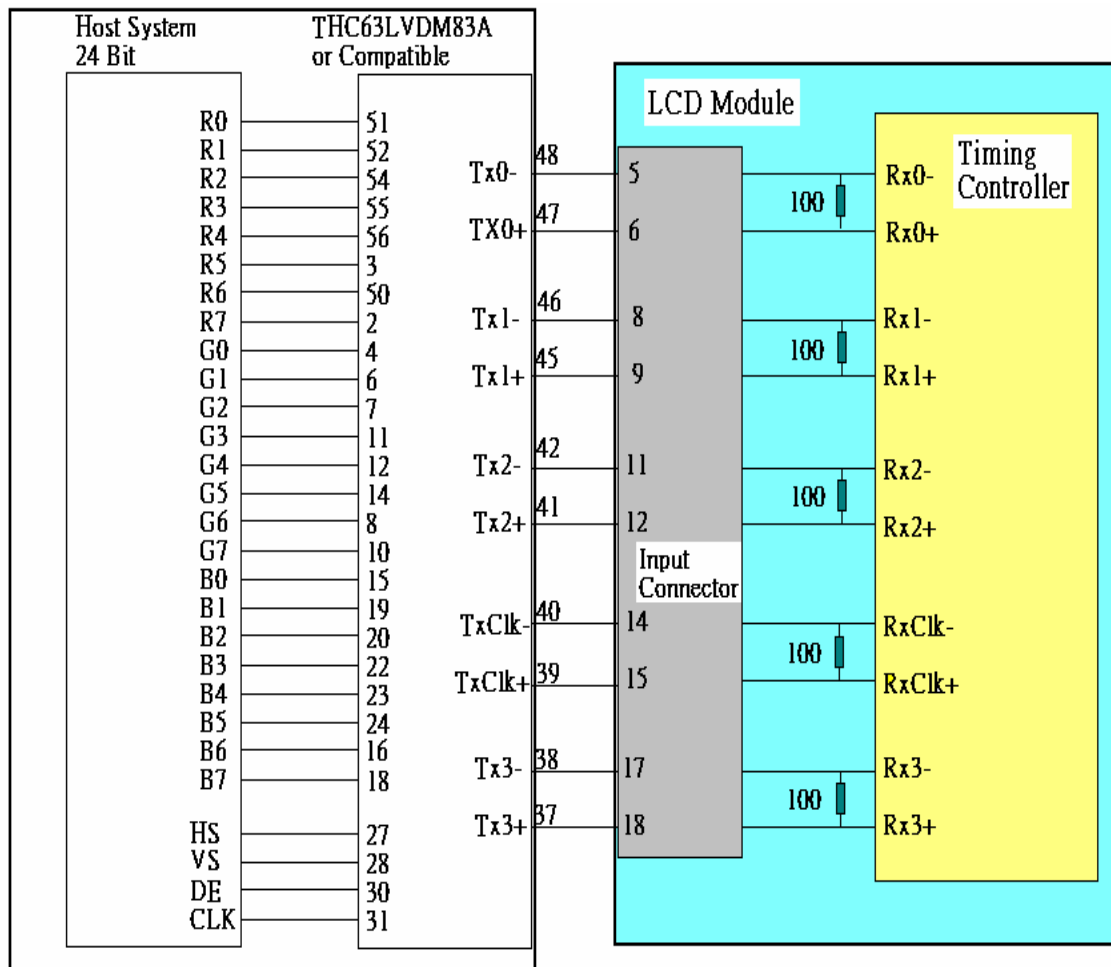 Host System
24 Bit
THC63LVDM83A
or Compatible
R0 51
R1 52
R2 54
R3 55
R4 56
R5 3
R6 50
R7 2
G0 4
G1 6
G2 7
G3 11
G4 12
G5 14
G6 8
G7 10
B0 15
B1 19
B2 20
B3 22
B4 23
B5 24
B6 16
B7 18
HS 27
VS 28
DE 30
CLK 31
LCD Module
Timing
Controller
Input
Connector
Tx0- 48 5 Rx0-
100
TX0+ 47 6 Rx0+
Tx1- 46 8 Rx1-
100
Tx1+ 45 9 Rx1+
Tx2- 42 11 Rx2-
100
Tx2+ 41 12 Rx2+
TxClk- 40 14 RxClk-
100
TxClk+ 39 15 RxClk+
Tx3- 38 17 Rx3-
100
Tx3+ 37 18 Rx3+